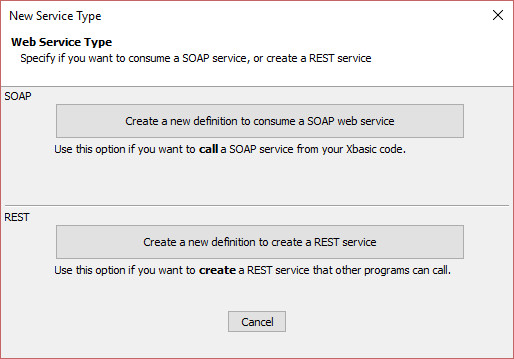 New Service Type
Web Service Type
Specify if you want to consume a SOAP service, or create a REST service
SOAP
Create a new definition to consume a SOAP web service
Use this option if you want to call a SOAP service from your Xbasic code.
REST
Create a new definition to create a REST service
Use this option if you want to create a REST service that other programs can call.
Cancel